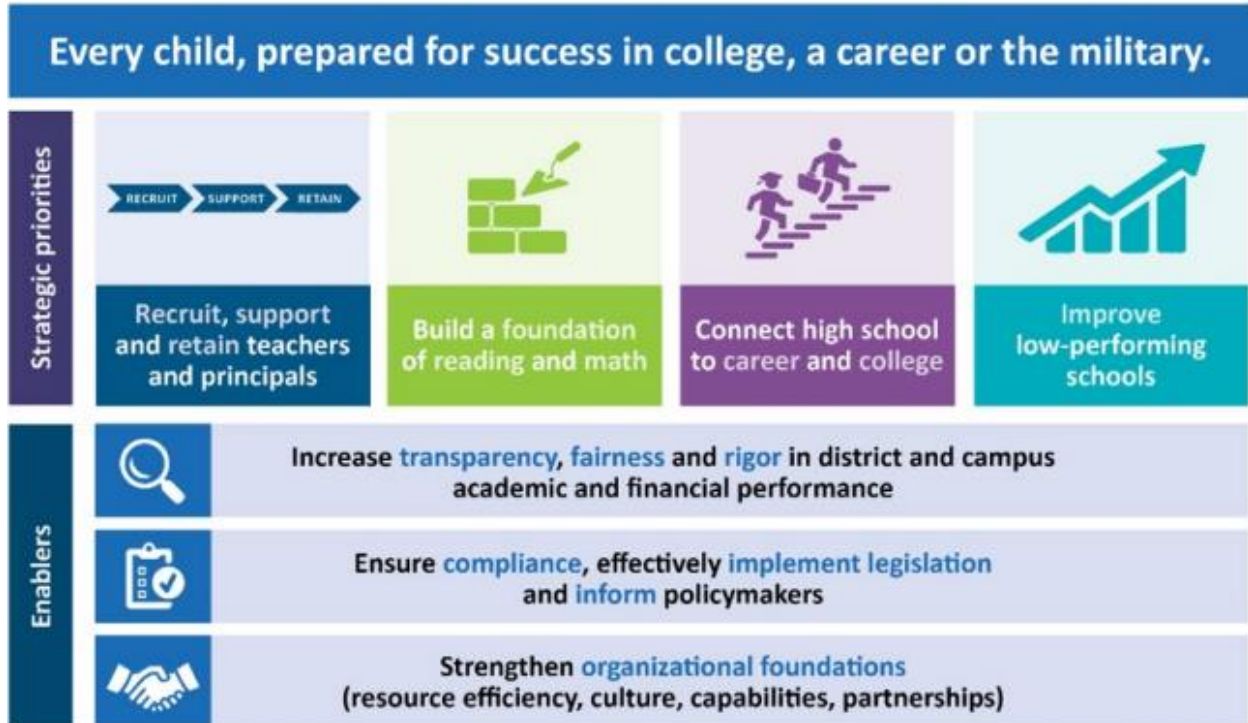 Every child, prepared for success in college, a career or the military.
Strategic priorities
RECRUIT SUPPORT RETAIN
Recruit, support
and retain teachers
and principals
Build a foundation
of reading and math
Connect high school
to career and college
Improve
low-performing
schools
Enablers
Increase transparency, fairness and rigor in district and campus
academic and financial performance
Ensure compliance, effectively implement legislation
and inform policymakers
Strengthen organizational foundations
(resource efficiency, culture, capabilities, partnerships)